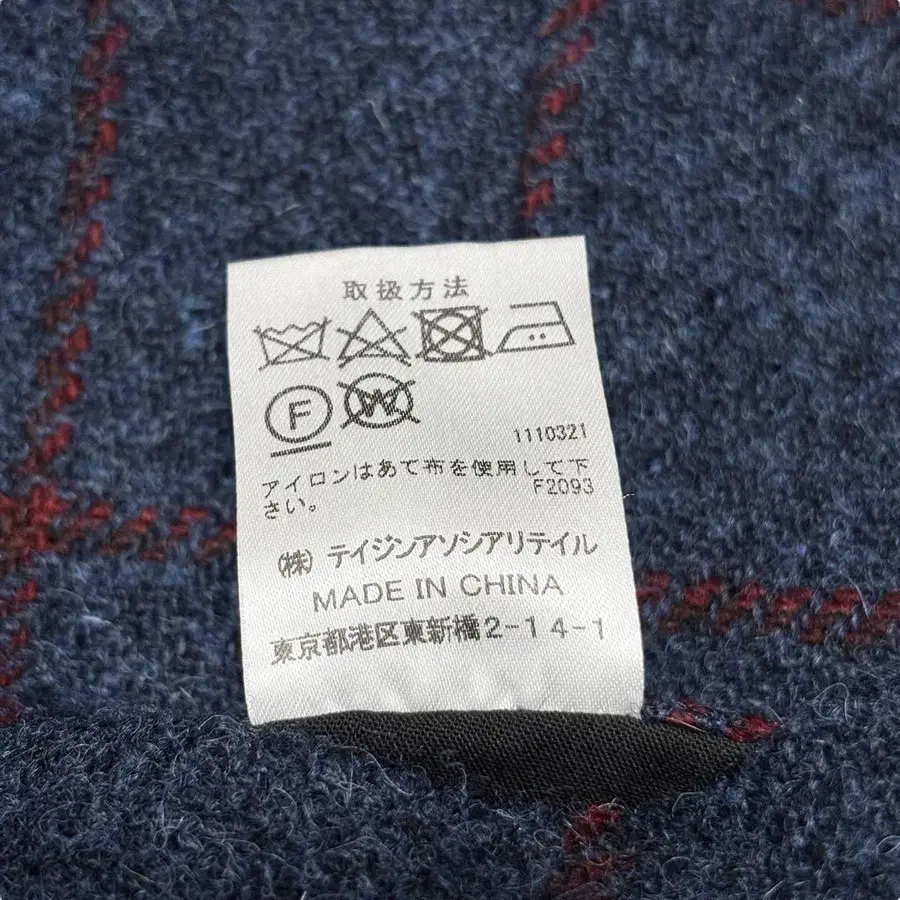 取扱方法
F W
1110321
アイロンはあて布を使用して下
さい。 F2093
(株) テイジンアソシアリテイル
MADE IN CHINA
東京都港区東新橋2-14-1